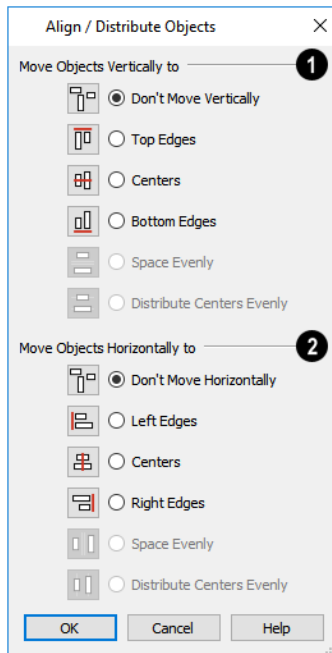 Align / Distribute Objects
Move Objects Vertically to 1
Don't Move Vertically
Top Edges
Centers
Bottom Edges
Space Evenly
Distribute Centers Evenly
Move Objects Horizontally to 2
Don't Move Horizontally
Left Edges
Centers
Right Edges
Space Evenly
Distribute Centers Evenly
OK Cancel Help